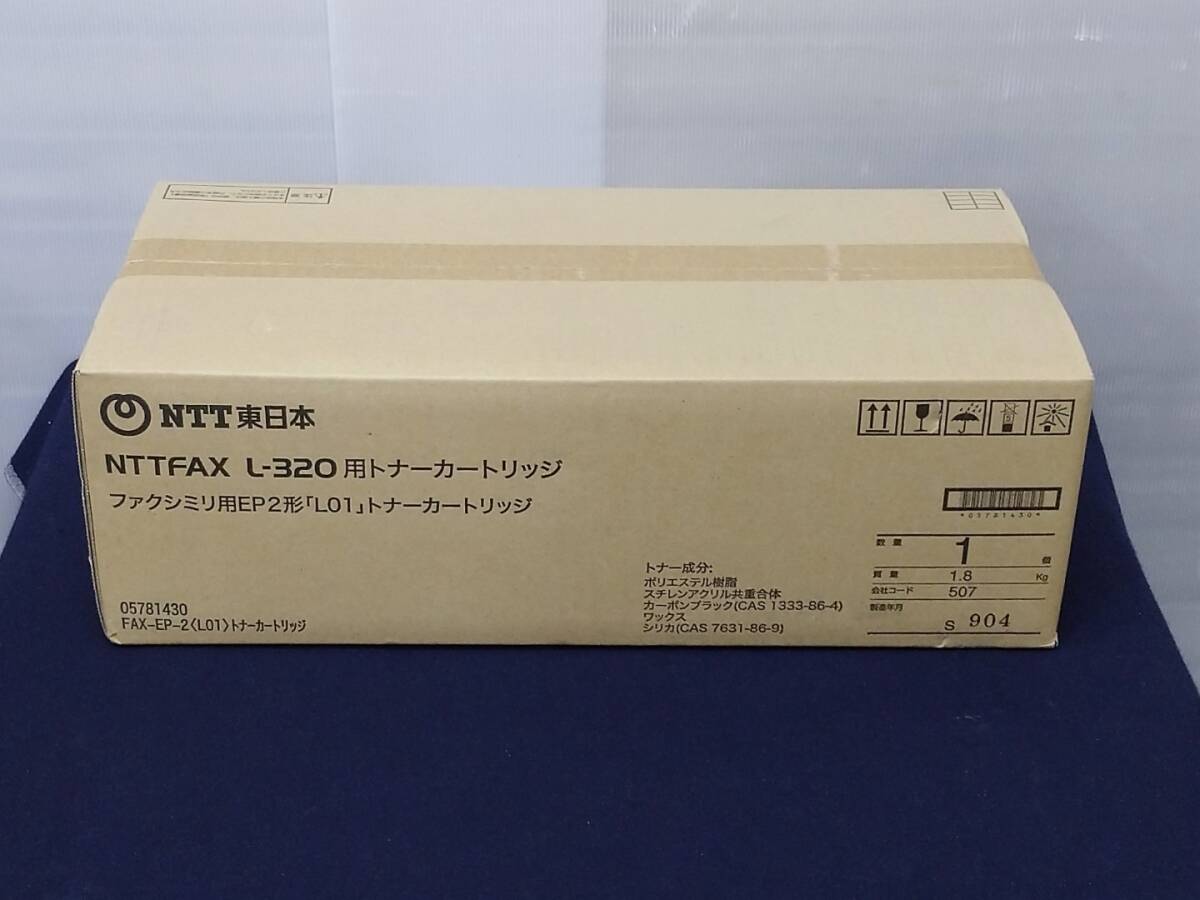 NTT東日本
NTTFAX L-320用トナーカートリッジ
ファクシミリ用EP2形「L01」トナーカートリッジ
05781430
FAX-EP-2〈L01〉トナーカートリッジ
トナー成分:
ポリエステル樹脂
スチレンアクリル共重合体
カーボンブラック(CAS 1333-86-4)
ワックス
シリカ(CAS 7631-86-9)
*05781430*
数量 1 個
質量 1.8 Kg
会社コード 507
製造年月 S 904